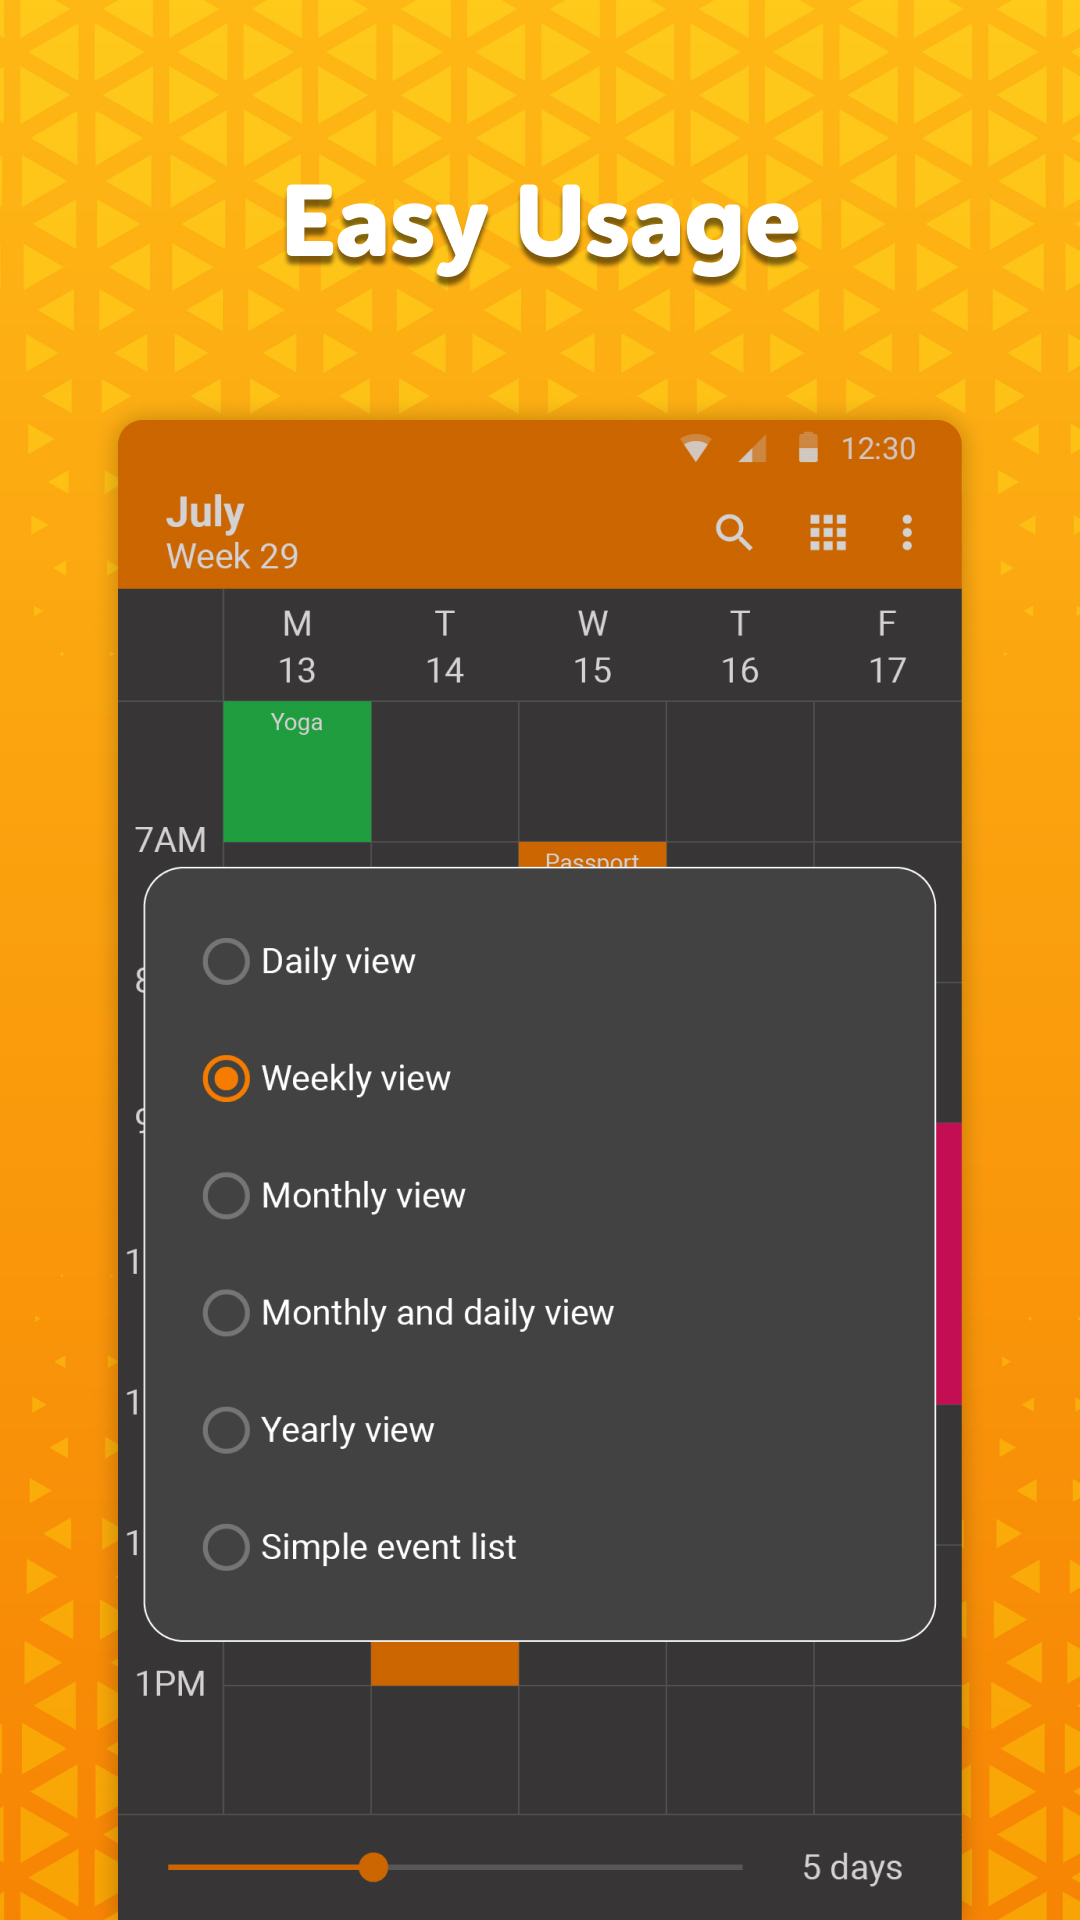 Easy Usage
12:30
July
Week 29
M T W T F
13 14 15 16 17
Yoga
7AM
Passport
Daily view
Weekly view
Monthly view
Monthly and daily view
Yearly view
Simple event list
1PM
5 days